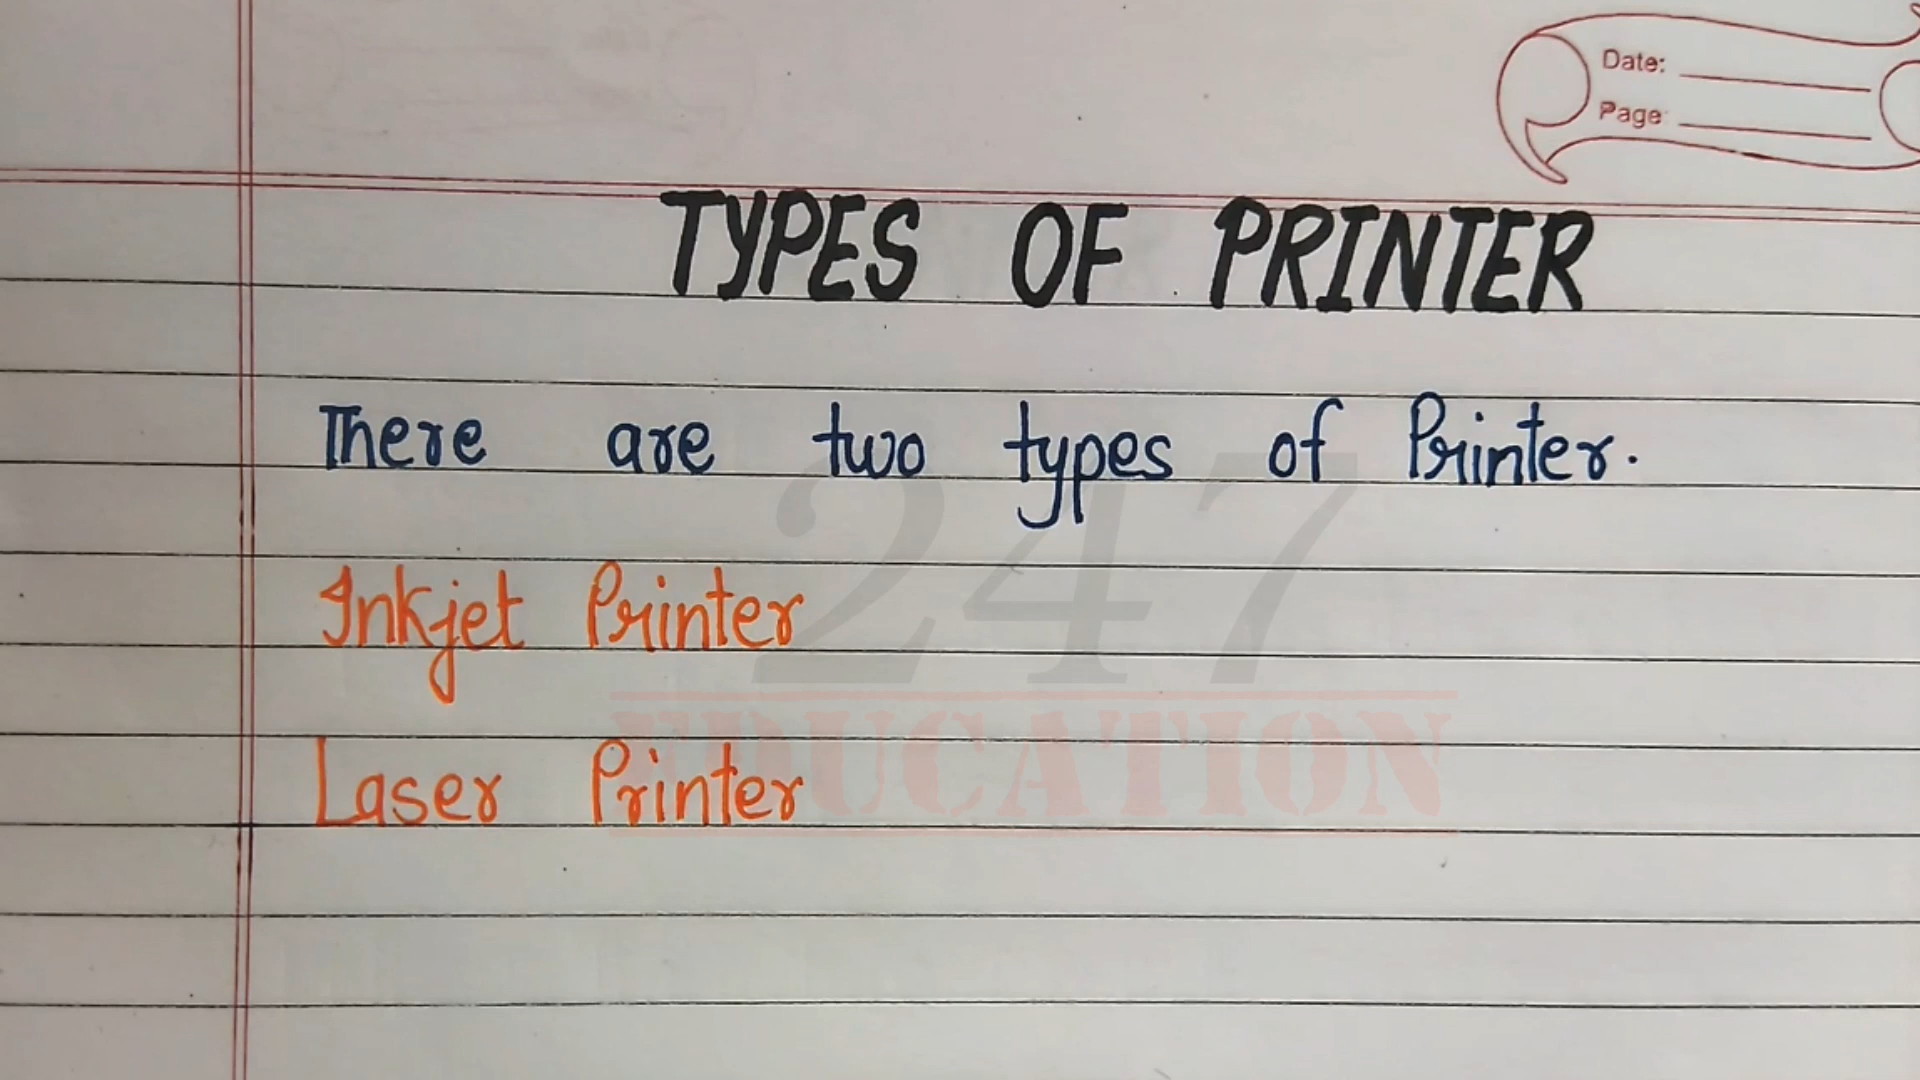 Date:
Page
TYPES OF PRINTER
There are two types of Printer.
Inkjet Printer
Laser Printer
247
EDUCATION